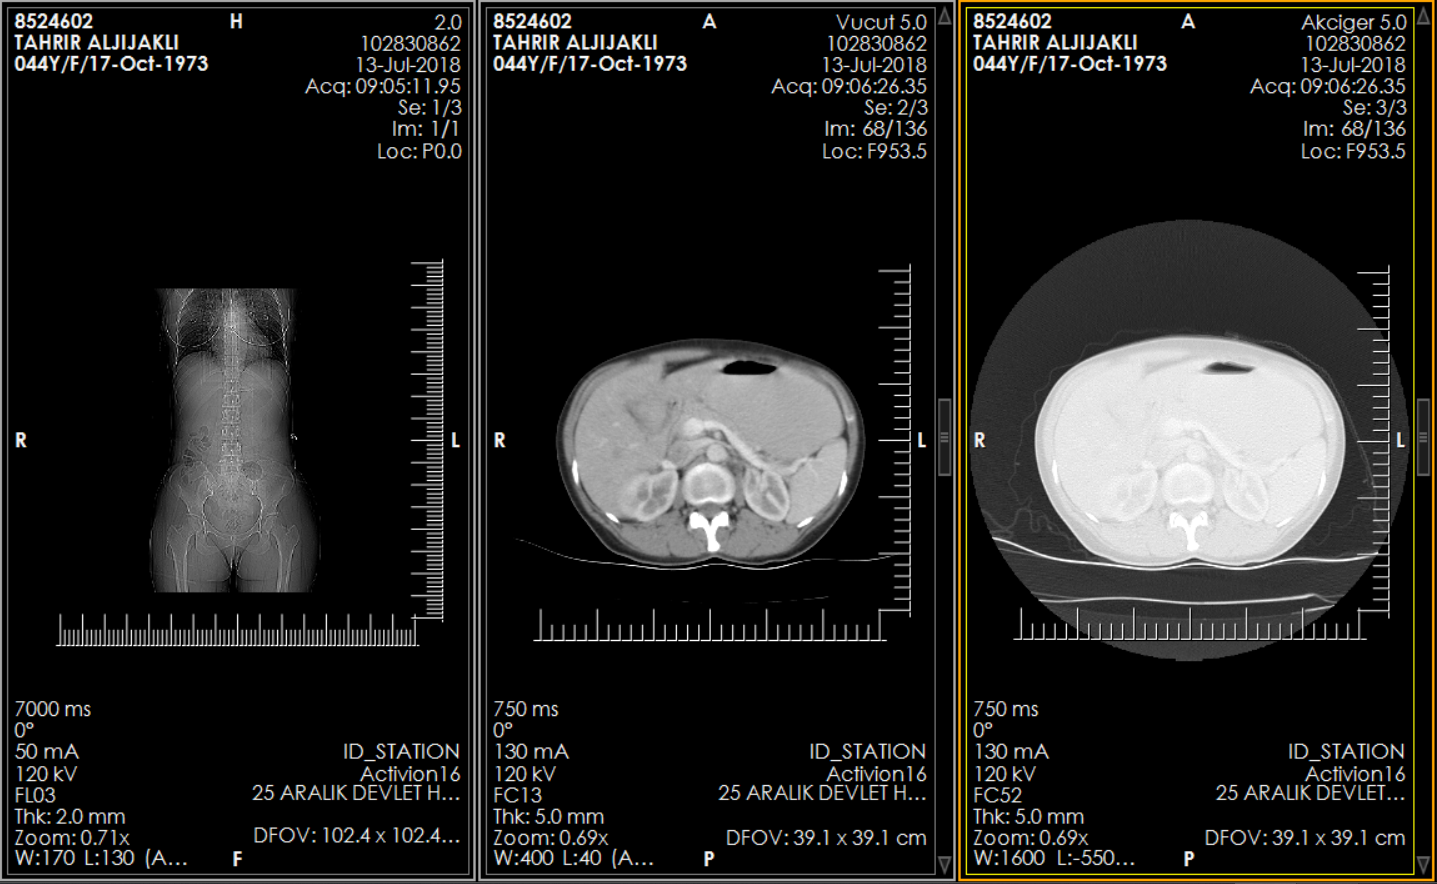 8524602 H 2.0
TAHRIR ALJIJAKLI 102830862
044Y/F/17-Oct-1973 13-Jul-2018
Acq: 09:05:11.95
Se: 1/3
Im: 1/1
Loc: P0.0
R L
7000 ms
0°
50 mA ID_STATION
120 kV Activion16
FL03 25 ARALIK DEVLET H...
Thk: 2.0 mm
Zoom: 0.71x DFOV: 102.4 x 102.4...
W:170 L:130 (A... F
8524602 A Vucut 5.0
TAHRIR ALJIJAKLI 102830862
044Y/F/17-Oct-1973 13-Jul-2018
Acq: 09:06:26.35
Se: 2/3
Im: 68/136
Loc: F953.5
R L
750 ms
0°
130 mA ID_STATION
120 kV Activion16
FC13 25 ARALIK DEVLET H...
Thk: 5.0 mm
Zoom: 0.69x DFOV: 39.1 x 39.1 cm
W:400 L:40 (A... P
8524602 A Akciger 5.0
TAHRIR ALJIJAKLI 102830862
044Y/F/17-Oct-1973 13-Jul-2018
Acq: 09:06:26.35
Se: 3/3
Im: 68/136
Loc: F953.5
R L
750 ms
0°
130 mA ID_STATION
120 kV Activion16
FC52 25 ARALIK DEVLET...
Thk: 5.0 mm
Zoom: 0.69x DFOV: 39.1 x 39.1 cm
W:1600 L:-550... P